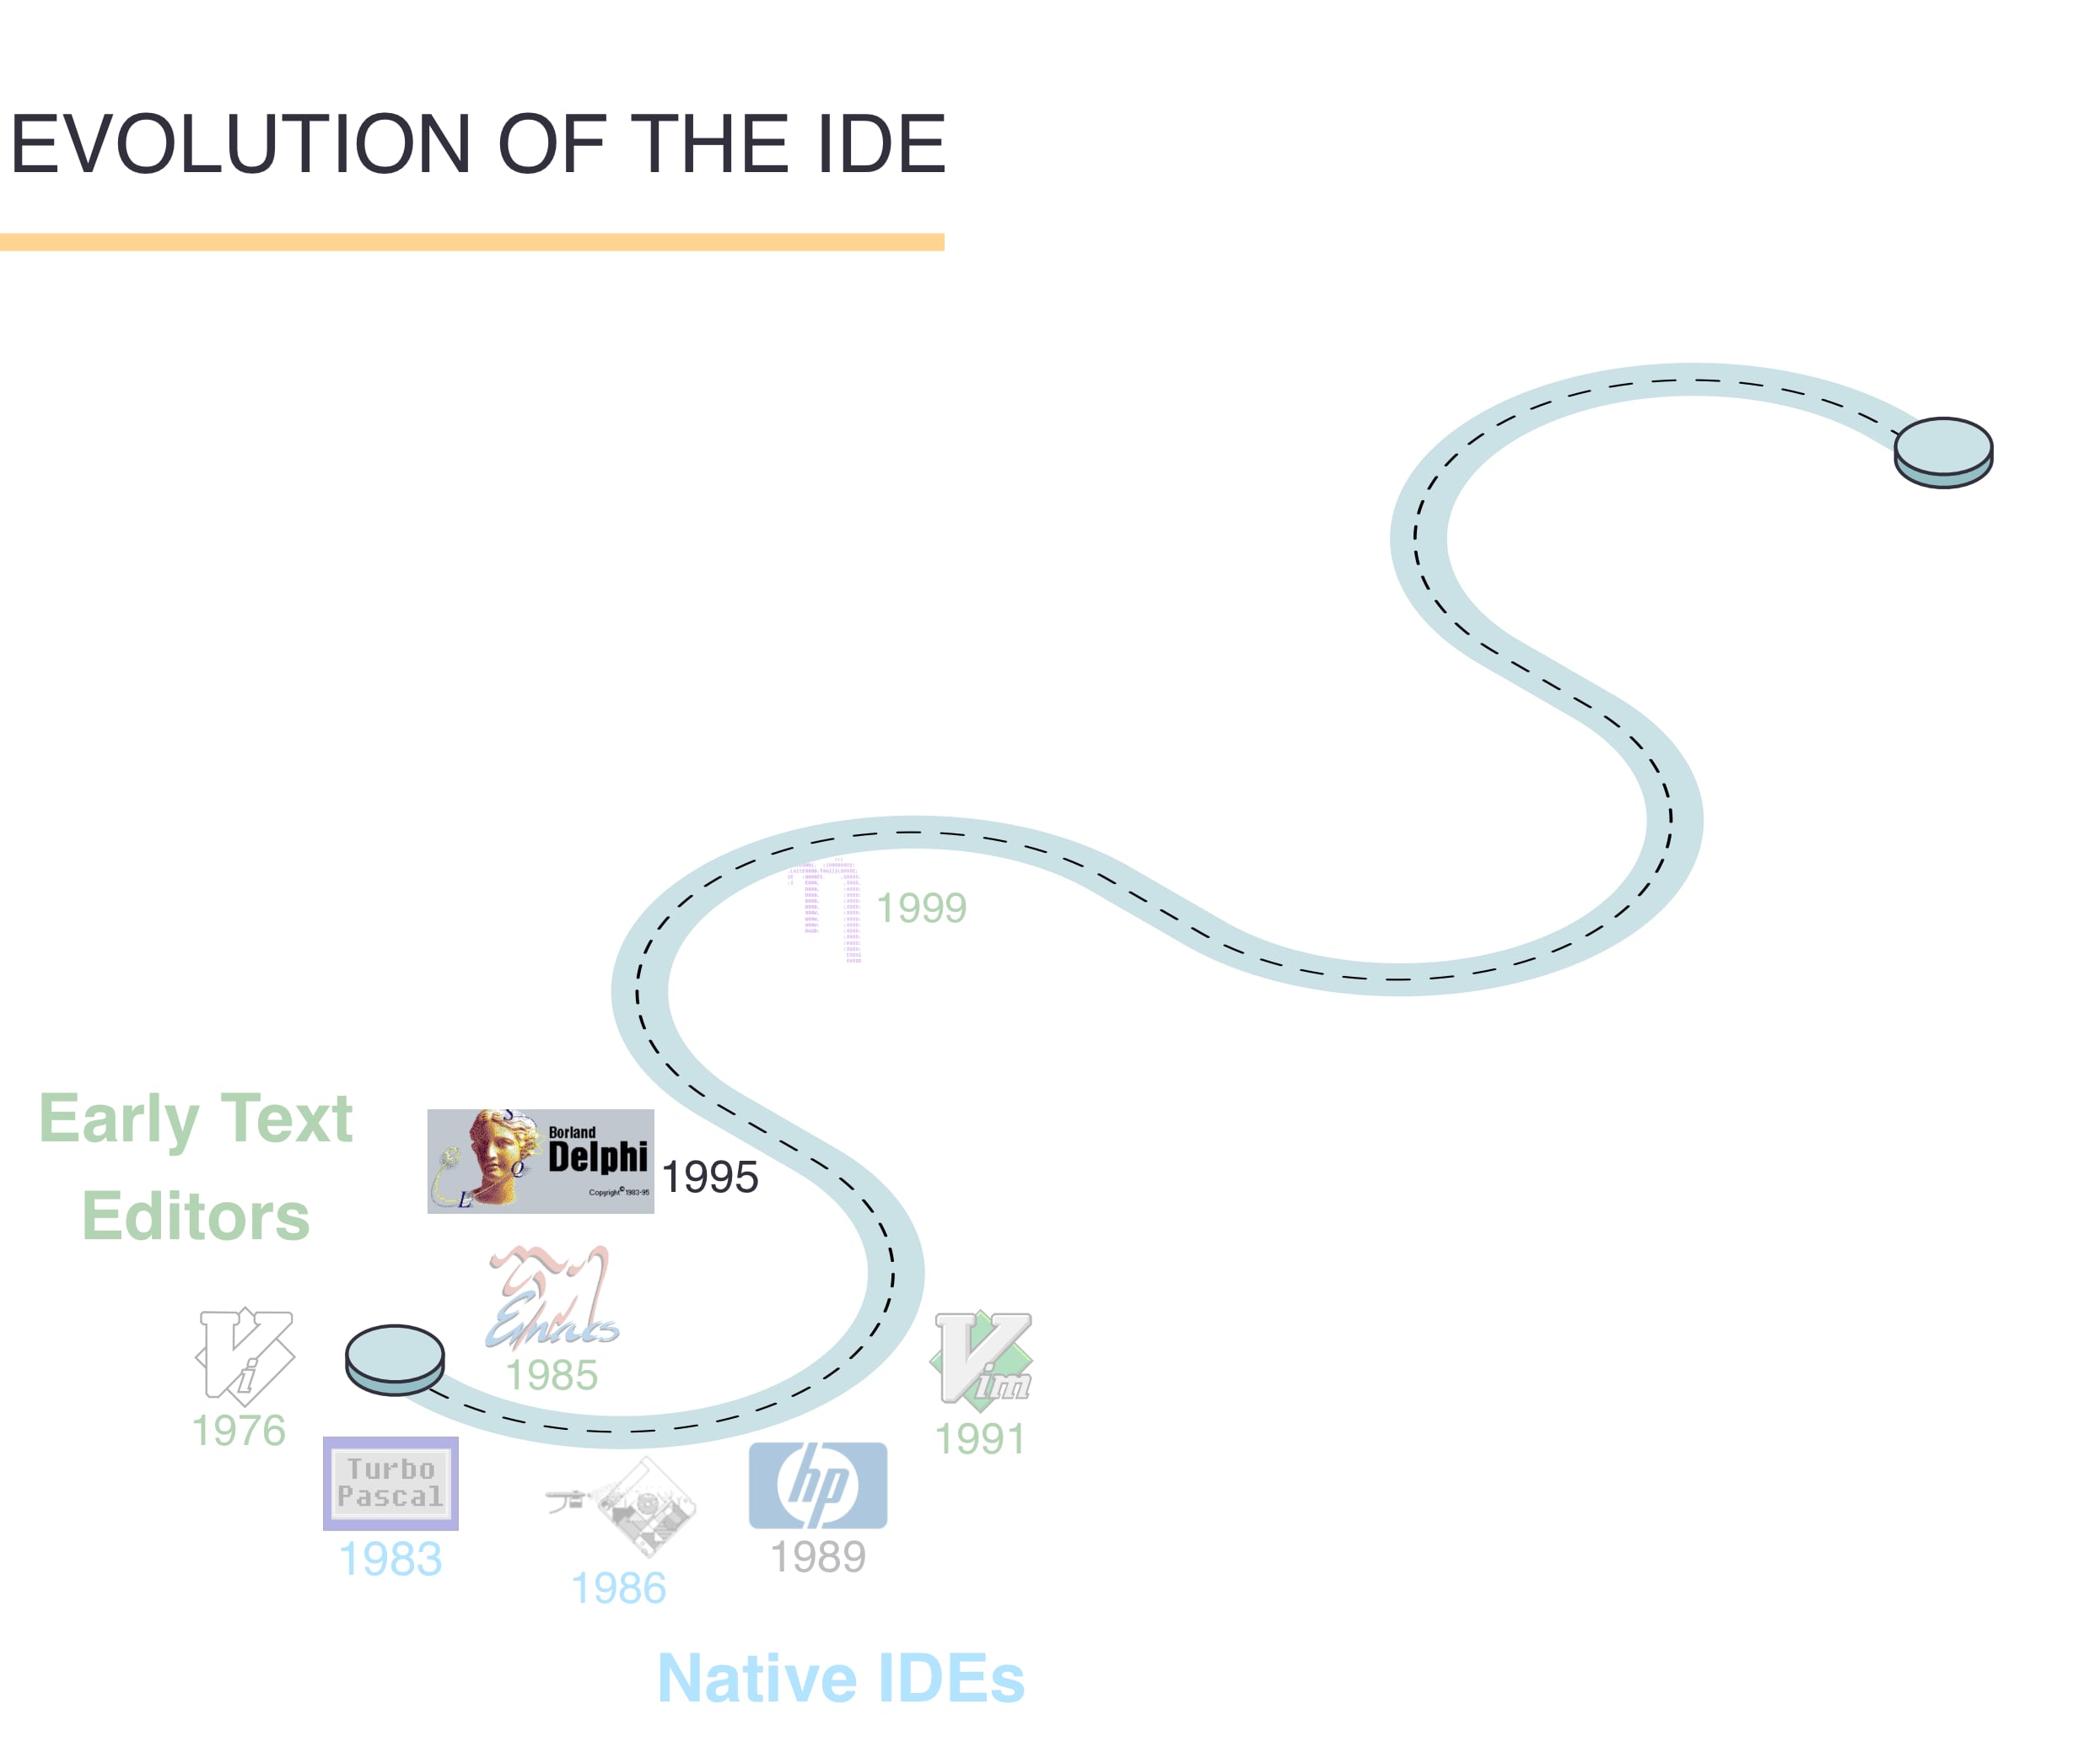 EVOLUTION OF THE IDE
1999
Early Text
Editors
Borland
Delphi
Copyright©1983-95
S
Q
L
1995
Emacs
1985
Vi
1976
Vim
1991
Turbo
Pascal
1983
1986
hp
1989
Native IDEs